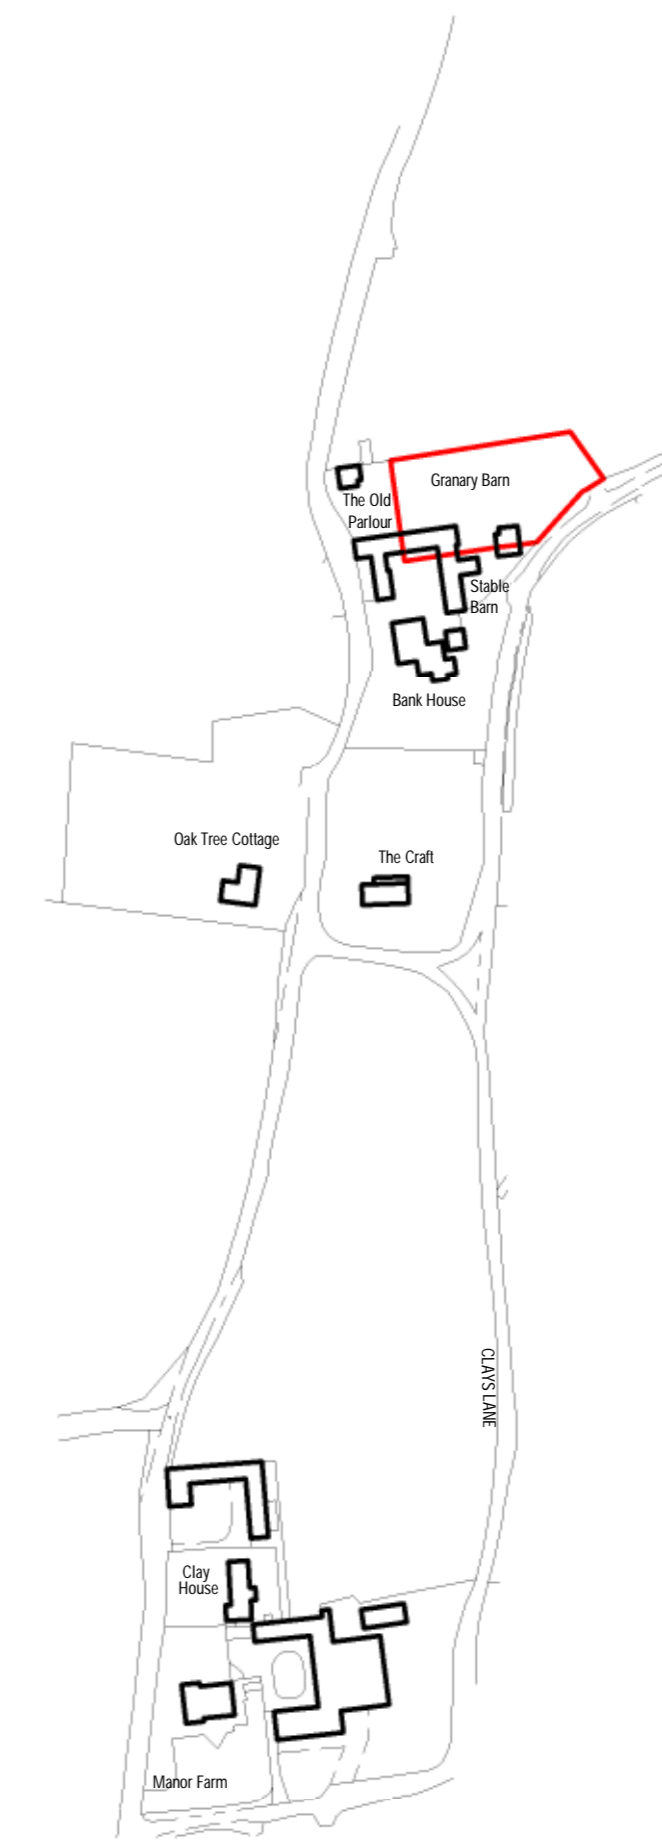 Granary Barn
The Old
Parlour
Stable
Barn
Bank House
Oak Tree Cottage
The Craft
CLAYS LANE
Clay
House
Manor Farm